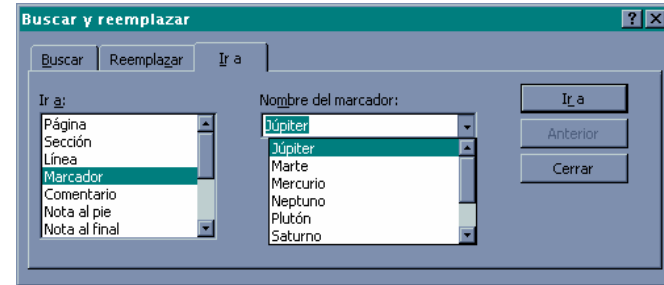 Buscar y reemplazar
Buscar Reemplazar Ir a
Ir a:
Página
Sección
Línea
Marcador
Comentario
Nota al pie
Nota al final
Nombre del marcador:
Júpiter
Júpiter
Marte
Mercurio
Neptuno
Plutón
Saturno
Ir a
Anterior
Cerrar